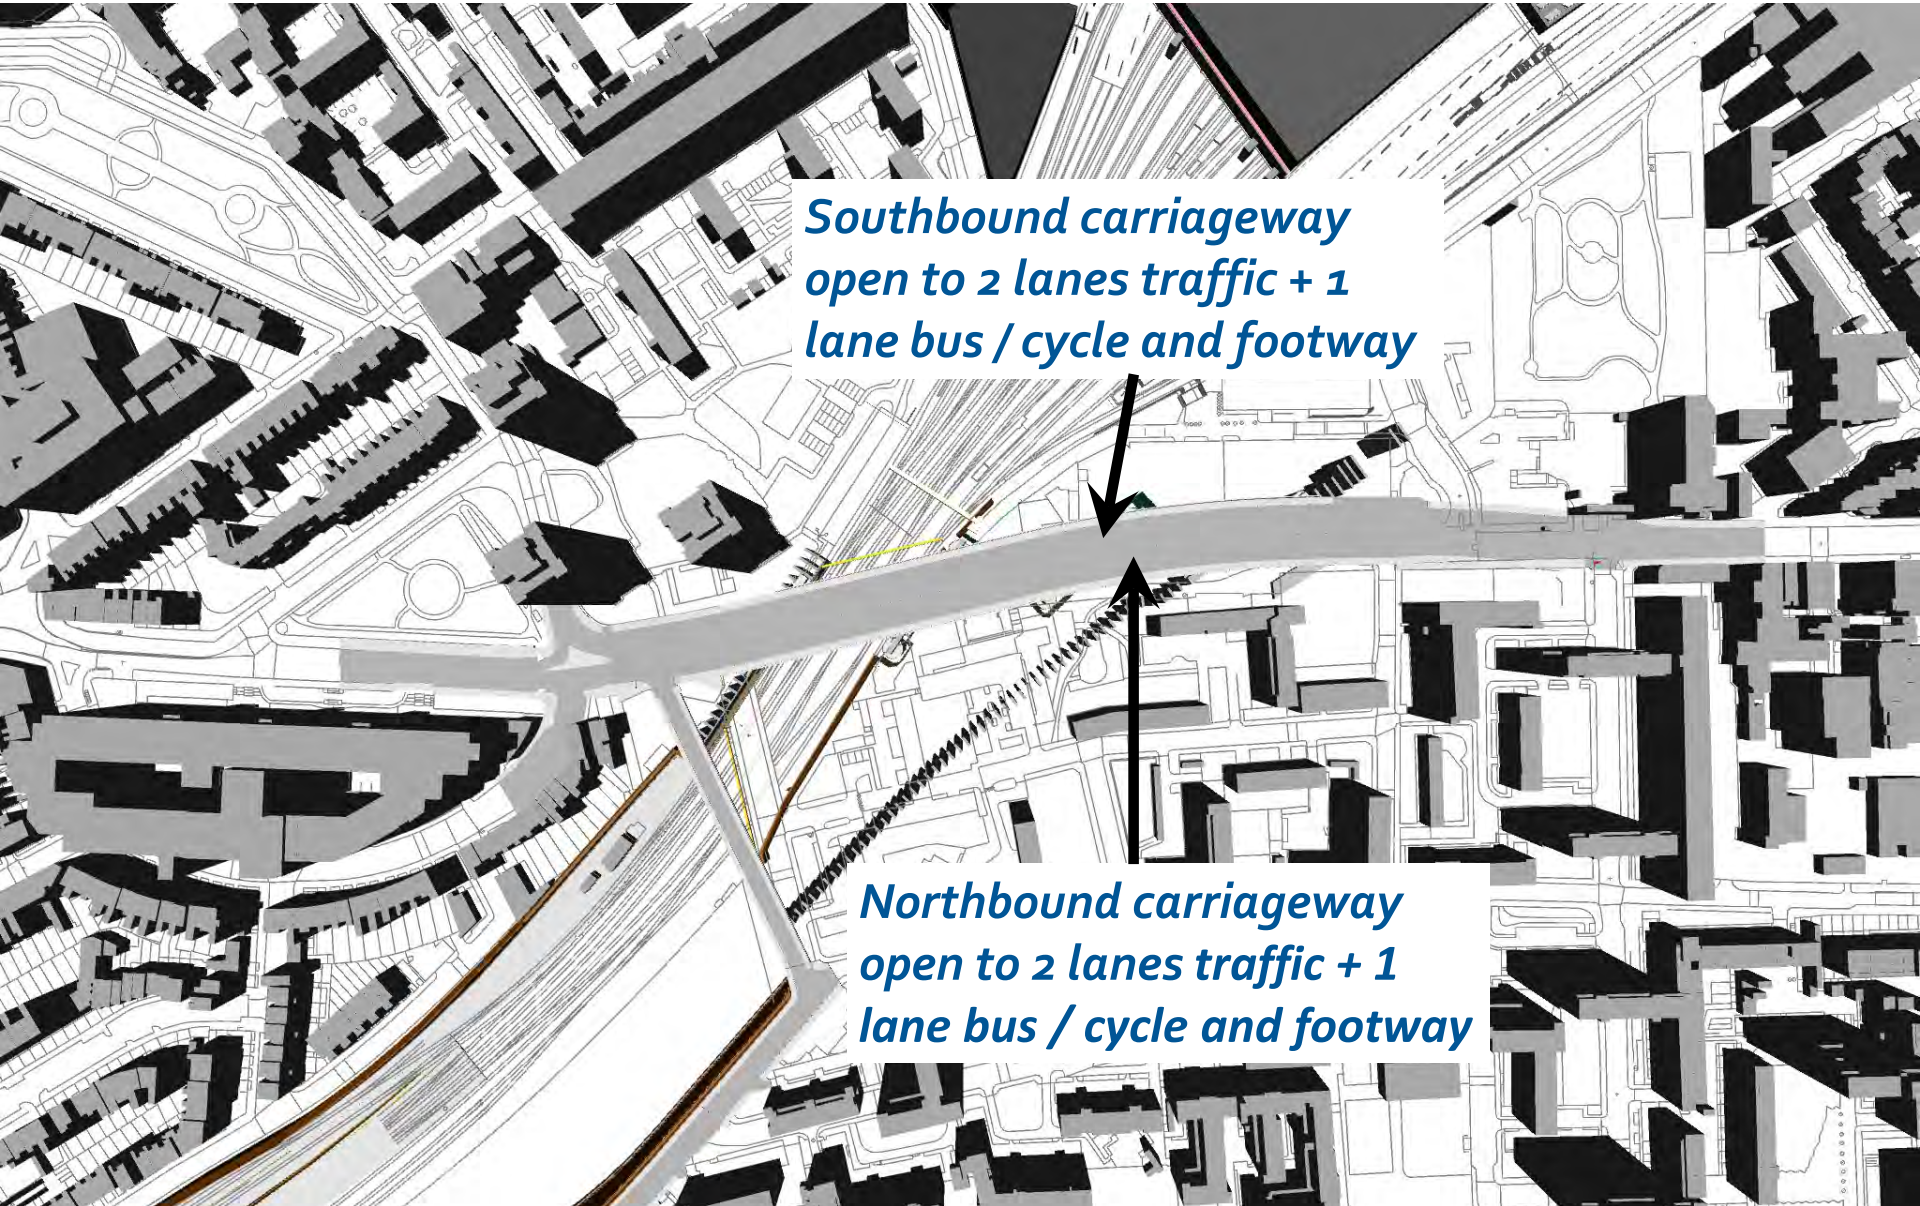 Southbound carriageway
open to 2 lanes traffic + 1
lane bus / cycle and footway
Northbound carriageway
open to 2 lanes traffic + 1
lane bus / cycle and footway